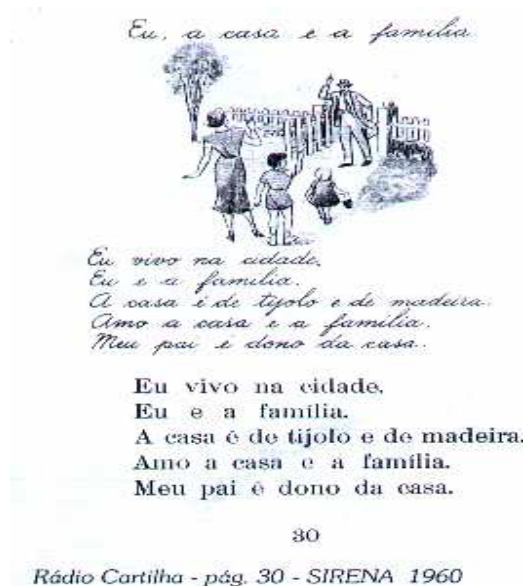 Eu, a casa e a família
Eu vivo na cidade.
Eu e a família.
A casa é de tijolo e de madeira.
Amo a casa e a família.
Meu pai é dono da casa.
Eu vivo na cidade.
Eu e a família.
A casa é de tijolo e de madeira.
Amo a casa e a família.
Meu pai é dono da casa.
30
Rádio Cartilha - pág. 30 - SIRENA 1960